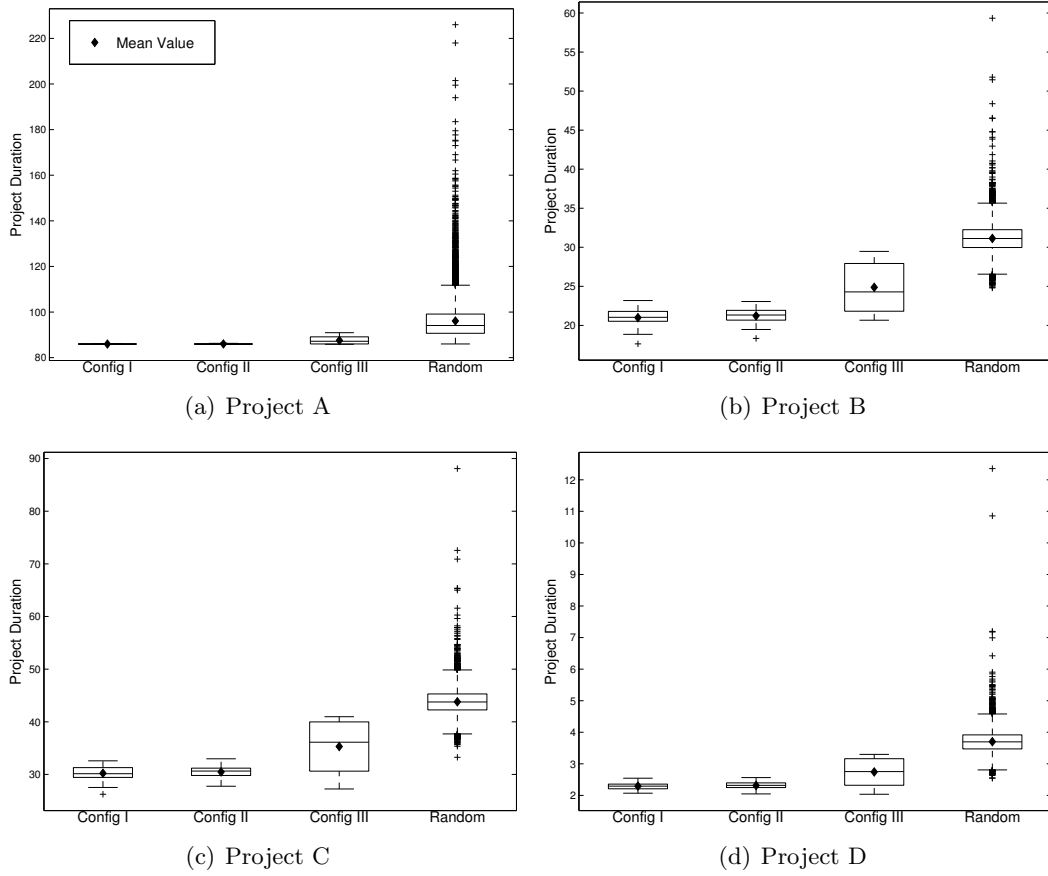 Mean Value
Project Duration
220
200
180
160
140
120
100
80
Config I Config II Config III Random
(a) Project A
Project Duration
60
55
50
45
40
35
30
25
20
Config I Config II Config III Random
(b) Project B
Project Duration
90
80
70
60
50
40
30
Config I Config II Config III Random
(c) Project C
Project Duration
12
11
10
9
8
7
6
5
4
3
2
Config I Config II Config III Random
(d) Project D